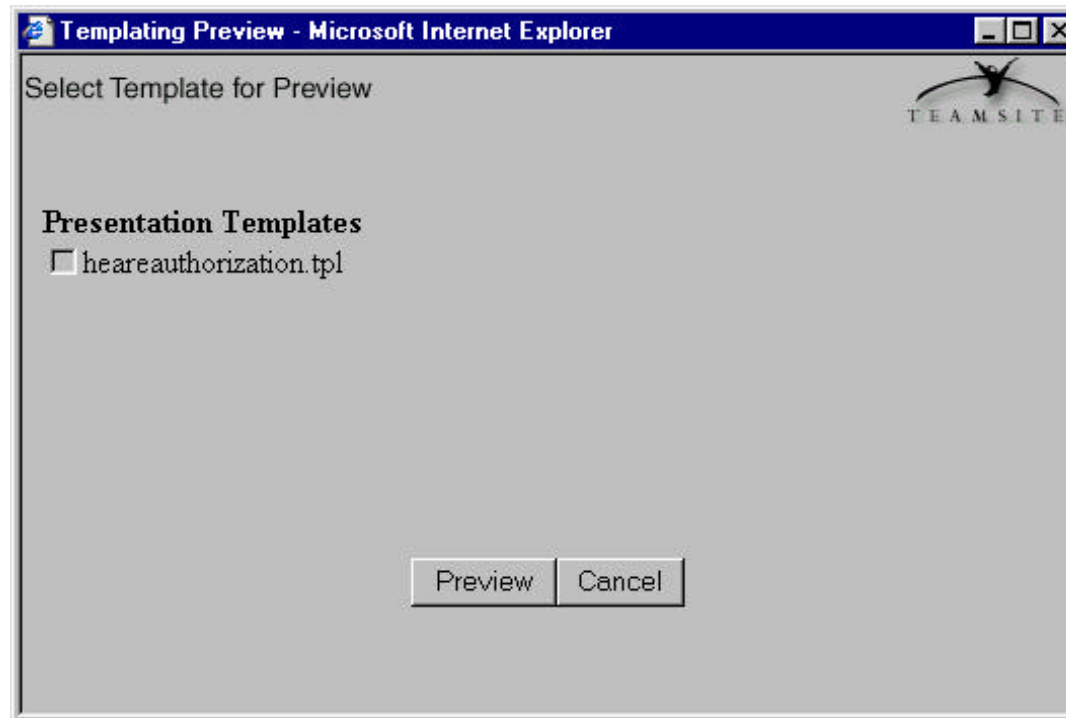 Templating Preview - Microsoft Internet Explorer
Select Template for Preview
TEAMSITE
Presentation Templates
heareauthorization.tpl
Preview Cancel